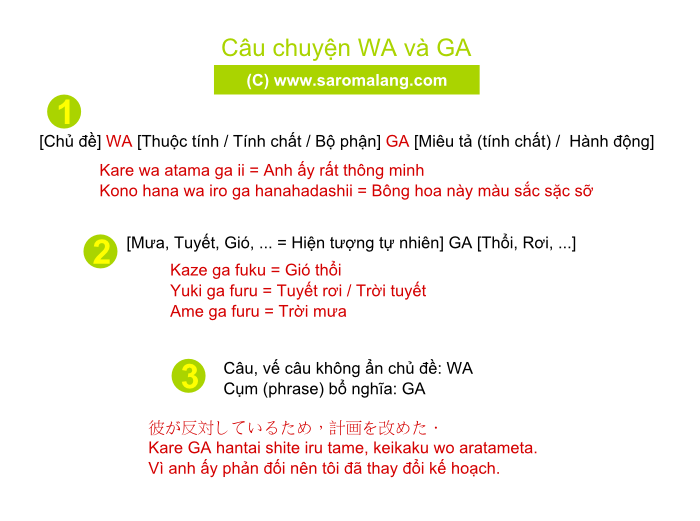 Câu chuyện WA và GA
(C) www.saromalang.com
1
[Chủ đề] WA [Thuộc tính / Tính chất / Bộ phận] GA [Miêu tả (tính chất) / Hành động]
Kare wa atama ga ii = Anh ấy rất thông minh
Kono hana wa iro ga hanahadashii = Bông hoa này màu sắc sặc sỡ
2
[Mưa, Tuyết, Gió, ... = Hiện tượng tự nhiên] GA [Thổi, Rơi, ...]
Kaze ga fuku = Gió thổi
Yuki ga furu = Tuyết rơi / Trời tuyết
Ame ga furu = Trời mưa
3
Câu, vế câu không ẩn chủ đề: WA
Cụm (phrase) bổ nghĩa: GA
彼が反対しているため，計画を改めた．
Kare GA hantai shite iru tame, keikaku wo aratameta.
Vì anh ấy phản đối nên tôi đã thay đổi kế hoạch.